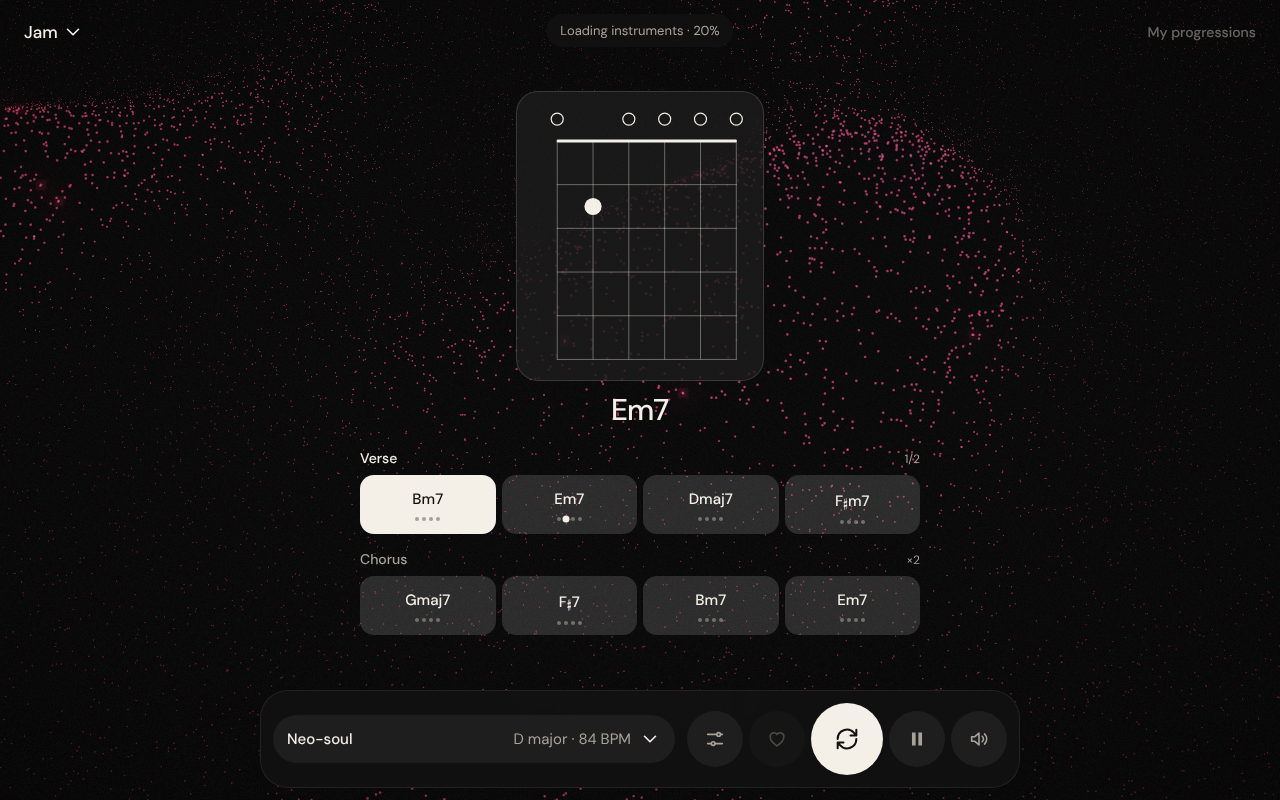 Jam
Loading instruments · 20%
My progressions
Em7
Verse
1/2
Bm7
Em7
Dmaj7
F♯m7
Chorus
×2
Gmaj7
F♯7
Bm7
Em7
Neo-soul
D major · 84 BPM